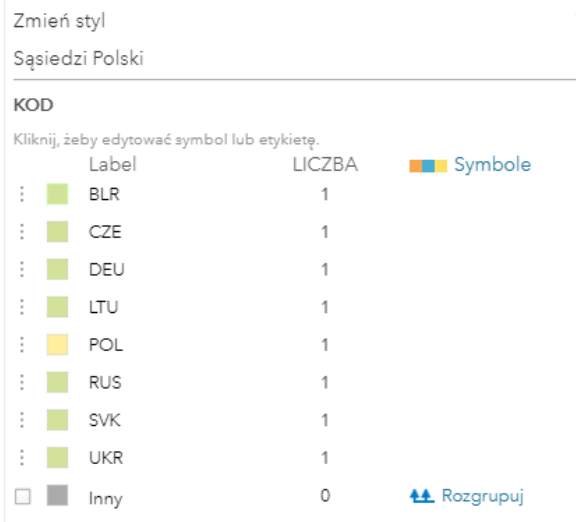 Zmień styl
Sąsiedzi Polski
KOD
Kliknij, żeby edytować symbol lub etykietę.
Label LICZBA Symbole
BLR 1
CZE 1
DEU 1
LTU 1
POL 1
RUS 1
SVK 1
UKR 1
Inny 0 Rozgrupuj